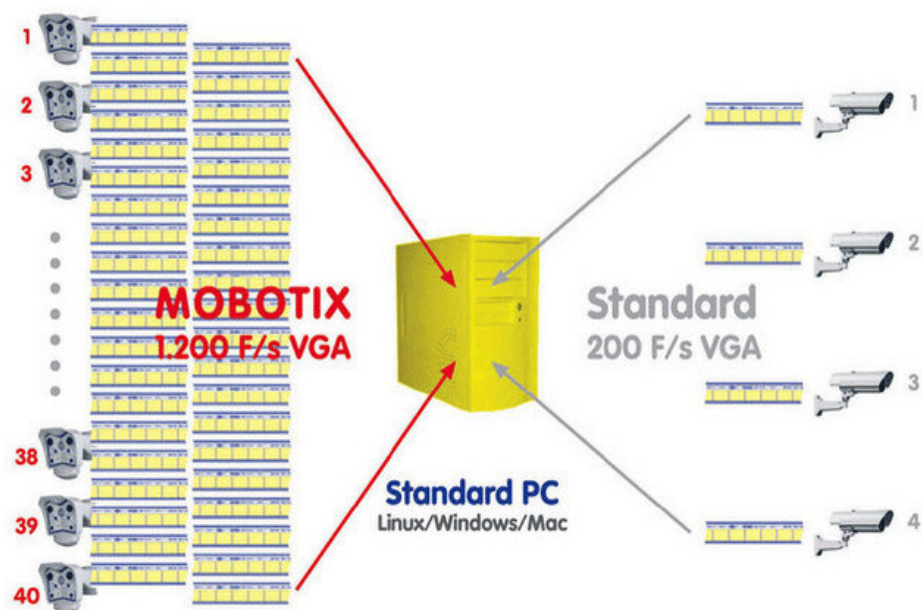 1
2
3
38
39
40
MOBOTIX
1.200 F/s VGA
Standard PC
Linux/Windows/Mac
Standard
200 F/s VGA
1
2
3
4